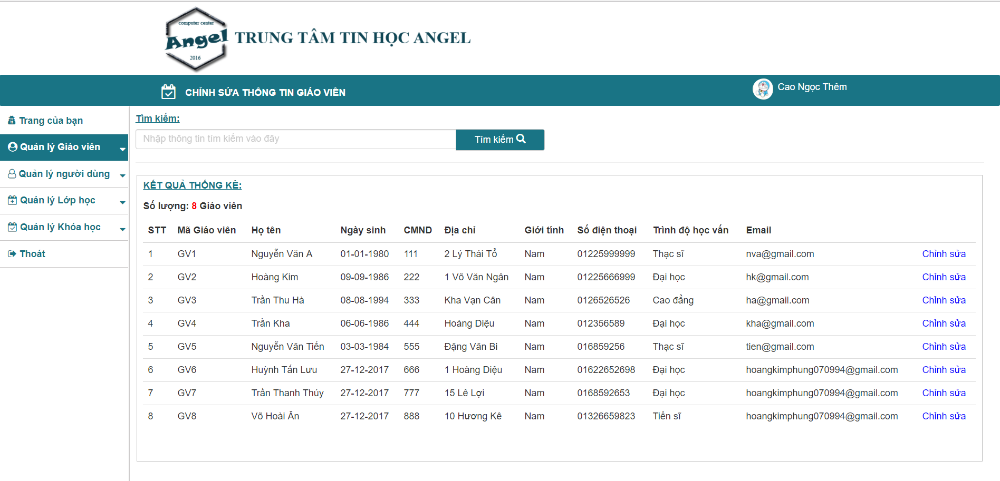 computer center
Angel
2016
TRUNG TÂM TIN HỌC ANGEL
CHỈNH SỬA THÔNG TIN GIÁO VIÊN
Cao Ngọc Thêm
Trang của bạn
Quản lý Giáo viên
Quản lý người dùng
Quản lý Lớp học
Quản lý Khóa học
Thoát
Tìm kiếm:
Nhập thông tin tìm kiếm vào đây
Tìm kiếm
KẾT QUẢ THỐNG KÊ:
Số lượng: 8 Giáo viên
STT Mã Giáo viên Họ tên Ngày sinh CMND Địa chỉ Giới tính Số điện thoại Trình độ học vấn Email
1 GV1 Nguyễn Văn A 01-01-1980 111 2 Lý Thái Tổ Nam 01225999999 Thạc sĩ nva@gmail.com Chỉnh sửa
2 GV2 Hoàng Kim 09-09-1986 222 1 Võ Văn Ngân Nam 01225666999 Đại học hk@gmail.com Chỉnh sửa
3 GV3 Trần Thu Hà 08-08-1994 333 Kha Vạn Cân Nam 0126526526 Cao đẳng ha@gmail.com Chỉnh sửa
4 GV4 Trần Kha 06-06-1986 444 Hoàng Diệu Nam 012356589 Đại học kha@gmail.com Chỉnh sửa
5 GV5 Nguyễn Văn Tiến 03-03-1984 555 Đặng Văn Bi Nam 016859256 Thạc sĩ tien@gmail.com Chỉnh sửa
6 GV6 Huỳnh Tấn Lưu 27-12-2017 666 1 Hoàng Diệu Nam 01622652698 Đại học hoangkimphung070994@gmail.com Chỉnh sửa
7 GV7 Trần Thanh Thúy 27-12-2017 777 15 Lê Lợi Nam 0168592653 Đại học hoangkimphung070994@gmail.com Chỉnh sửa
8 GV8 Võ Hoài Ân 27-12-2017 888 10 Hương Kê Nam 01326659823 Tiến sĩ hoangkimphung070994@gmail.com Chỉnh sửa